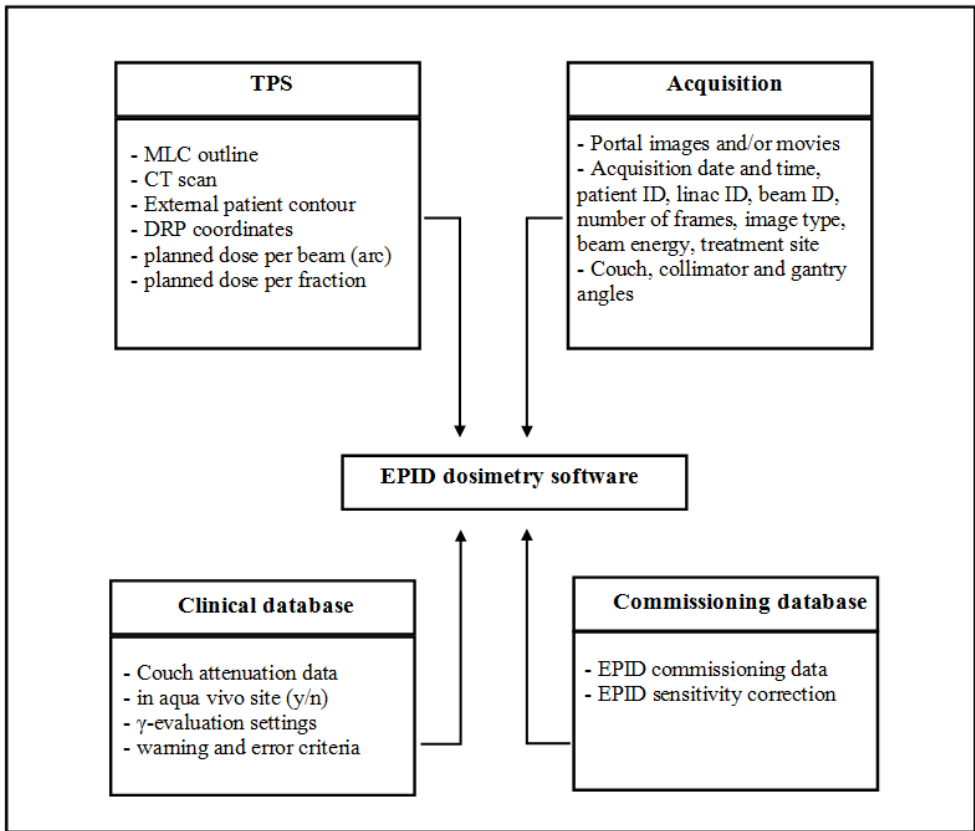 TPS
- MLC outline
- CT scan
- External patient contour
- DRP coordinates
- planned dose per beam (arc)
- planned dose per fraction
Acquisition
- Portal images and/or movies
- Acquisition date and time,
patient ID, linac ID, beam ID,
number of frames, image type,
beam energy, treatment site
- Couch, collimator and gantry
angles
EPID dosimetry software
Clinical database
- Couch attenuation data
- in aqua vivo site (y/n)
- γ-evaluation settings
- warning and error criteria
Commissioning database
- EPID commissioning data
- EPID sensitivity correction